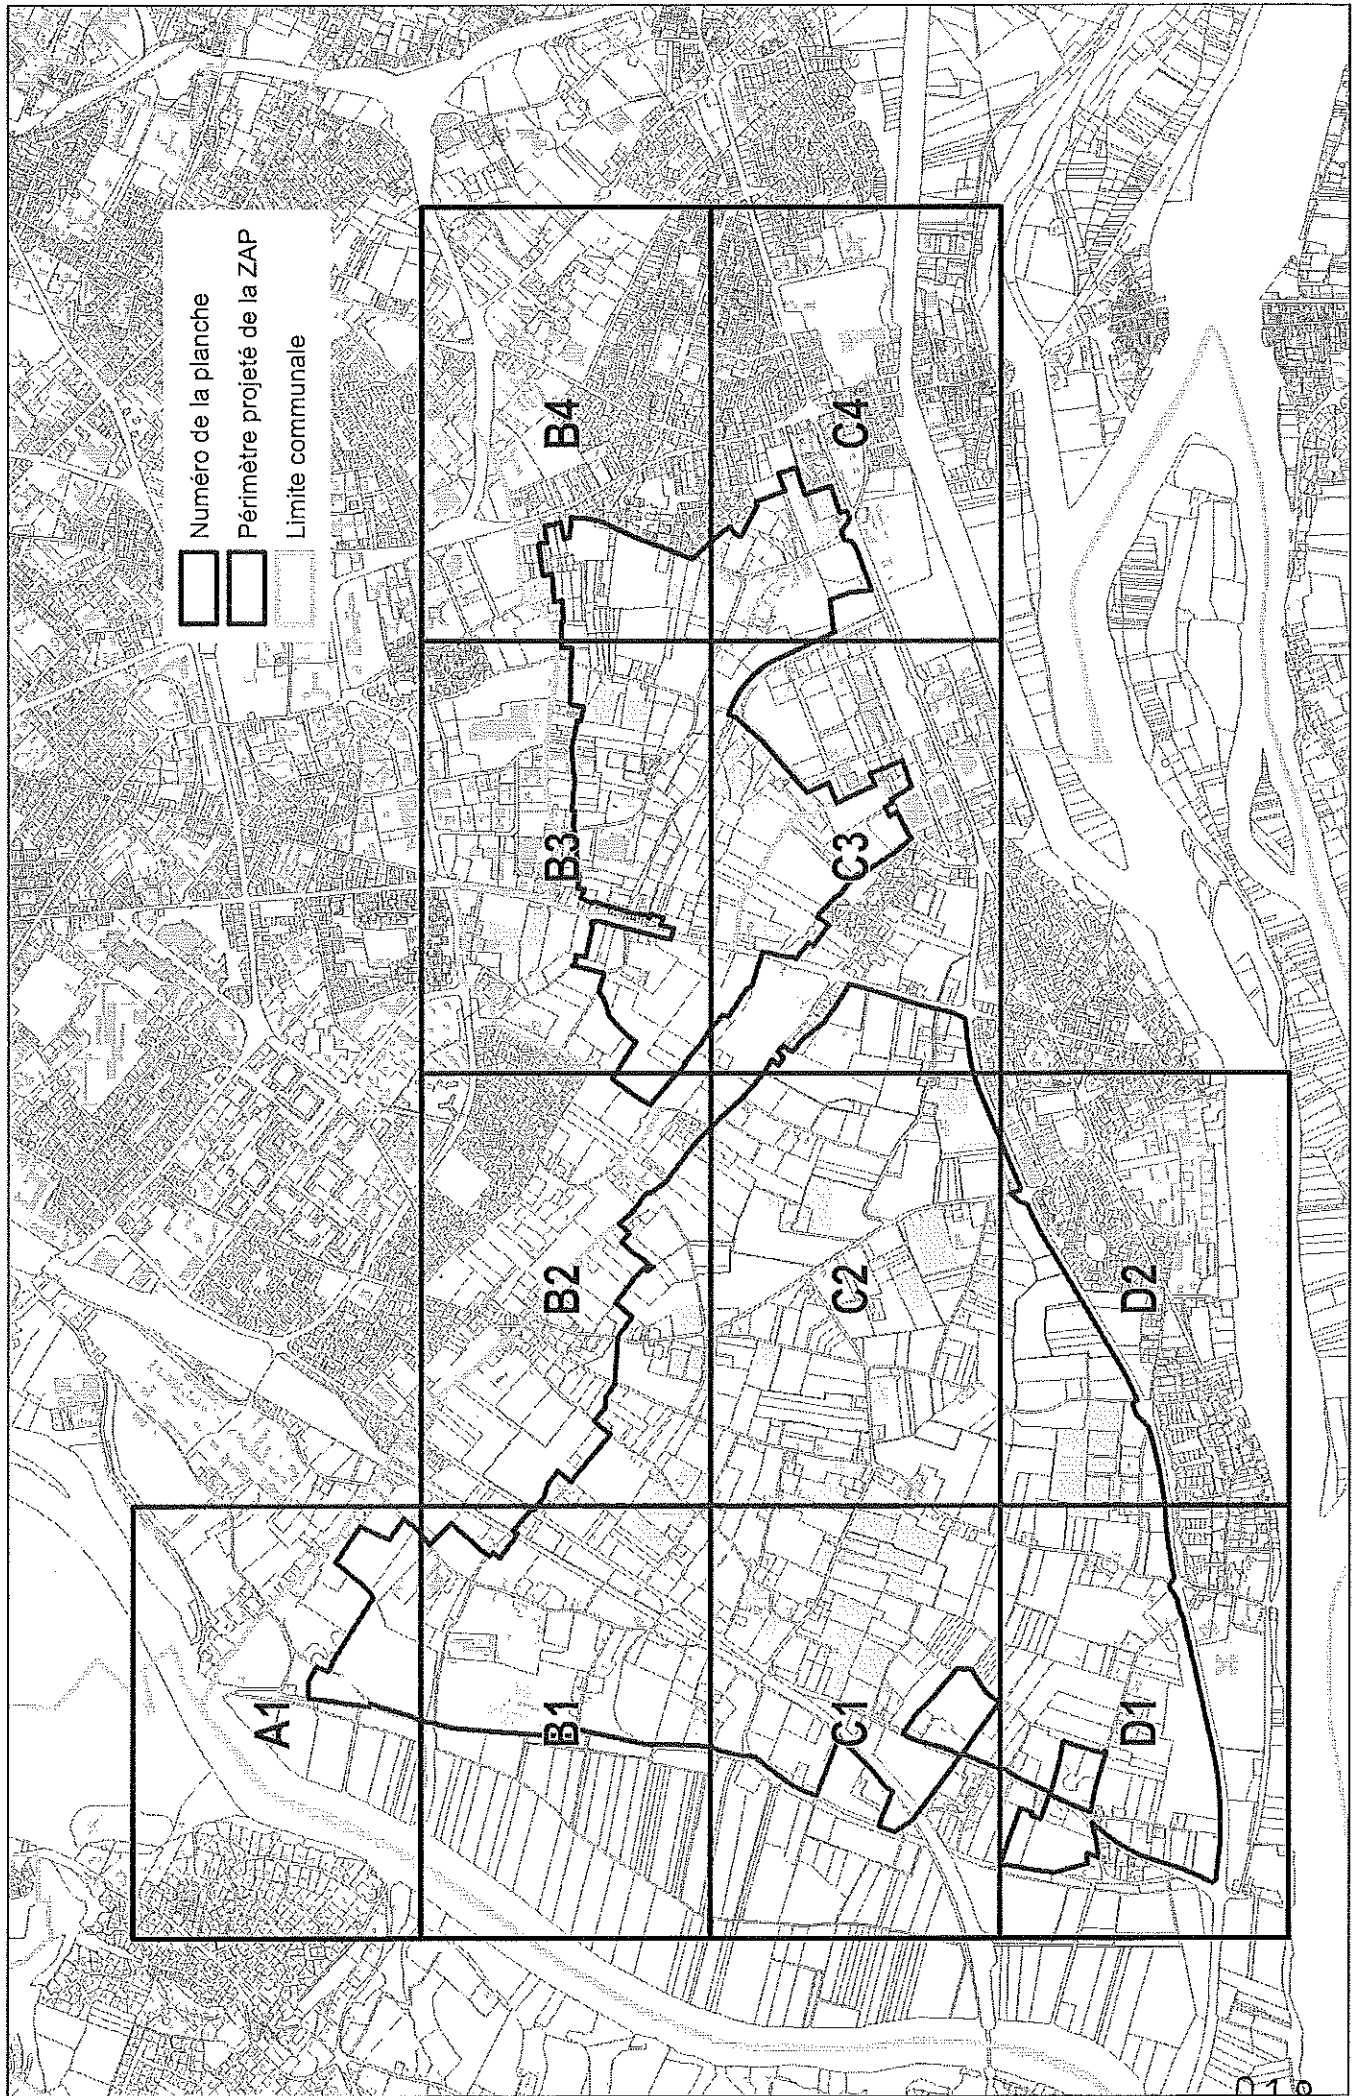 Numéro de la planche
Périmètre projeté de la ZAP
Limite communale
A1
B1
B2
B3
B4
C1
C2
C3
C4
D1
D2